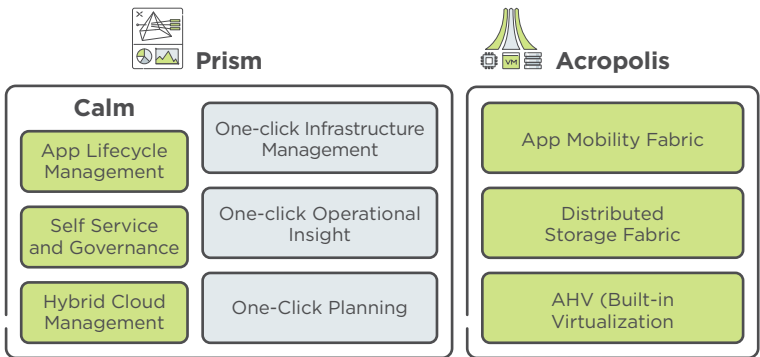 Prism
Acropolis
VM
Calm
App Lifecycle
Management
Self Service
and Governance
Hybrid Cloud
Management
One-click Infrastructure
Management
One-click Operational
Insight
One-Click Planning
App Mobility Fabric
Distributed
Storage Fabric
AHV (Built-in
Virtualization